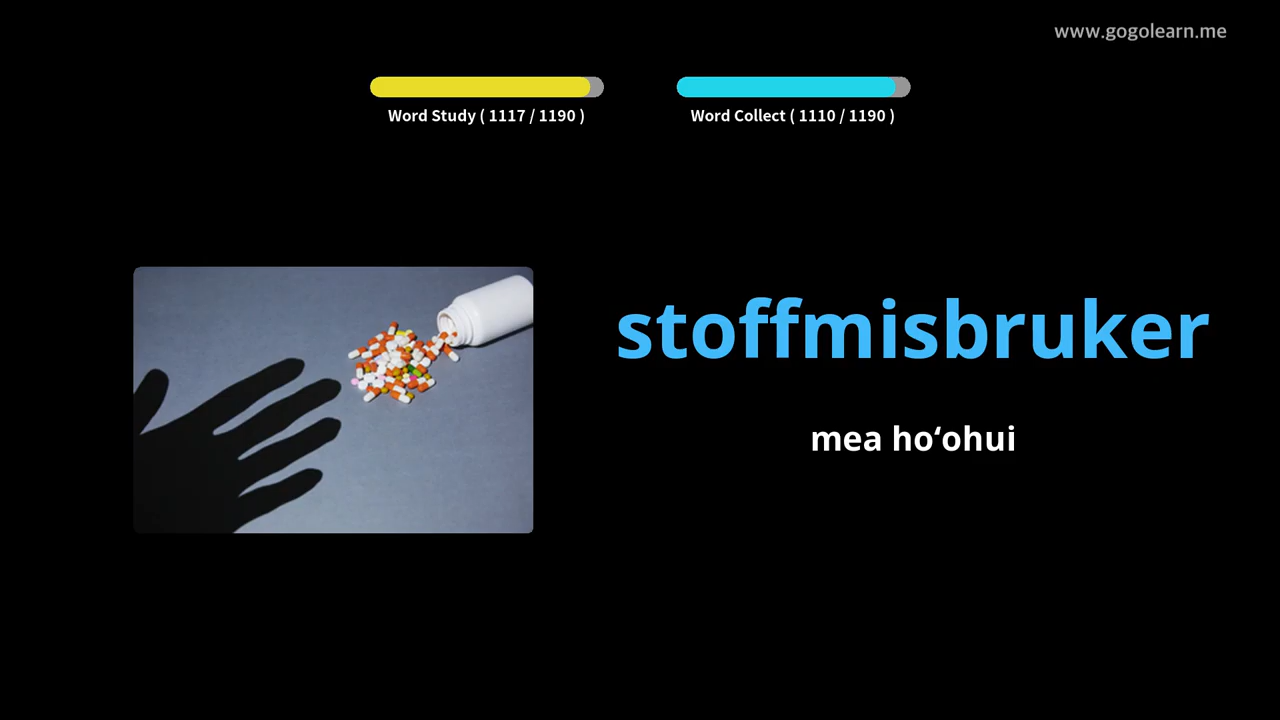 www.gogolearn.me
Word Study ( 1117 / 1190 )
Word Collect ( 1110 / 1190 )
stoffmisbruker
mea hoʻohui